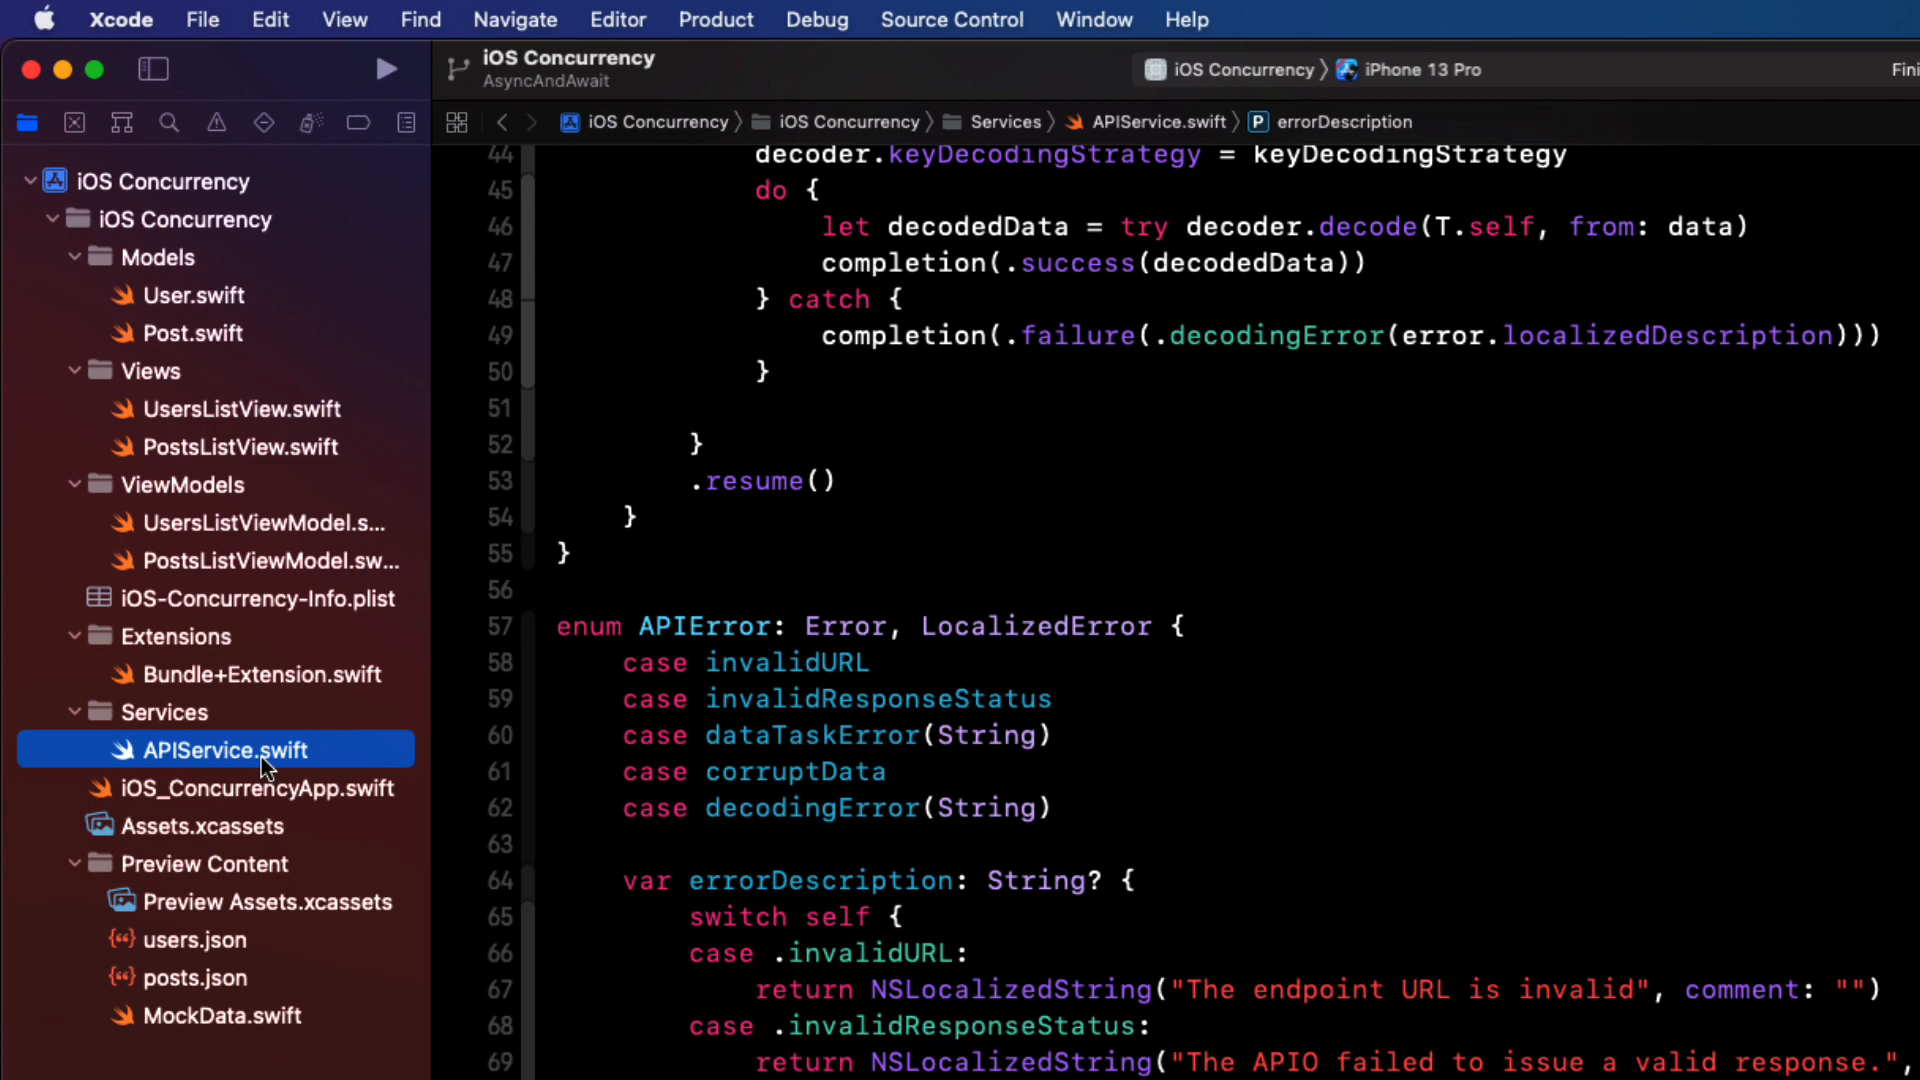 Xcode File Edit View Find Navigate Editor Product Debug Source Control Window Help
iOS Concurrency
AsyncAndAwait
iOS Concurrency 〉 iPhone 13 Pro
Fini
iOS Concurrency 〉 iOS Concurrency 〉 Services 〉 APIService.swift 〉 P errorDescription
iOS Concurrency
iOS Concurrency
Models
User.swift
Post.swift
Views
UsersListView.swift
PostsListView.swift
ViewModels
UsersListViewModel.s...
PostsListViewModel.sw...
iOS-Concurrency-Info.plist
Extensions
Bundle+Extension.swift
Services
APIService.swift
iOS_ConcurrencyApp.swift
Assets.xcassets
Preview Content
Preview Assets.xcassets
users.json
posts.json
MockData.swift
44 decoder.keyDecodingStrategy = keyDecodingStrategy
45 do {
46 let decodedData = try decoder.decode(T.self, from: data)
47 completion(.success(decodedData))
48 } catch {
49 completion(.failure(.decodingError(error.localizedDescription)))
50 }
51
52 }
53 .resume()
54 }
55 }
56
57 enum APIError: Error, LocalizedError {
58 case invalidURL
59 case invalidResponseStatus
60 case dataTaskError(String)
61 case corruptData
62 case decodingError(String)
63
64 var errorDescription: String? {
65 switch self {
66 case .invalidURL:
67 return NSLocalizedString("The endpoint URL is invalid", comment: "")
68 case .invalidResponseStatus:
69 return NSLocalizedString("The APIO failed to issue a valid response.",